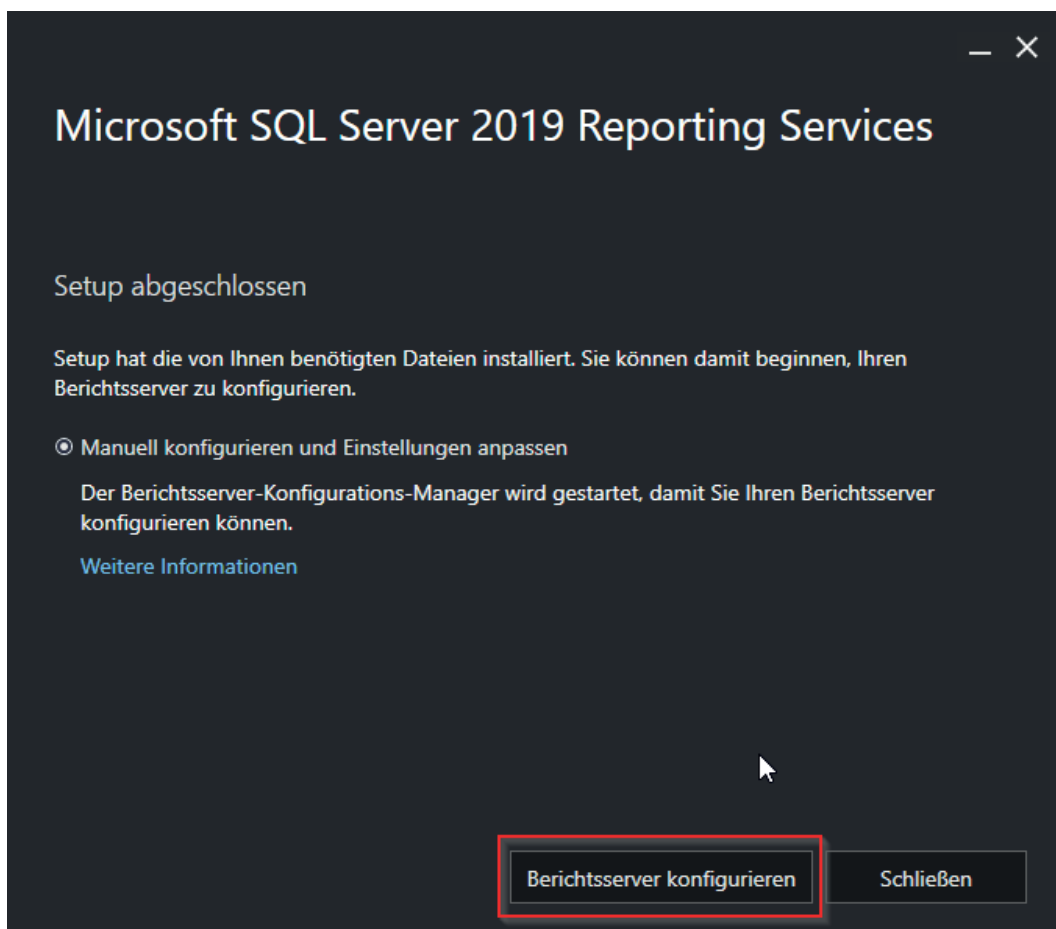 Microsoft SQL Server 2019 Reporting Services
Setup abgeschlossen
Setup hat die von Ihnen benötigten Dateien installiert. Sie können damit beginnen, Ihren
Berichtsserver zu konfigurieren.
Manuell konfigurieren und Einstellungen anpassen
Der Berichtsserver-Konfigurations-Manager wird gestartet, damit Sie Ihren Berichtsserver
konfigurieren können.
Weitere Informationen
Berichtsserver konfigurieren
Schließen